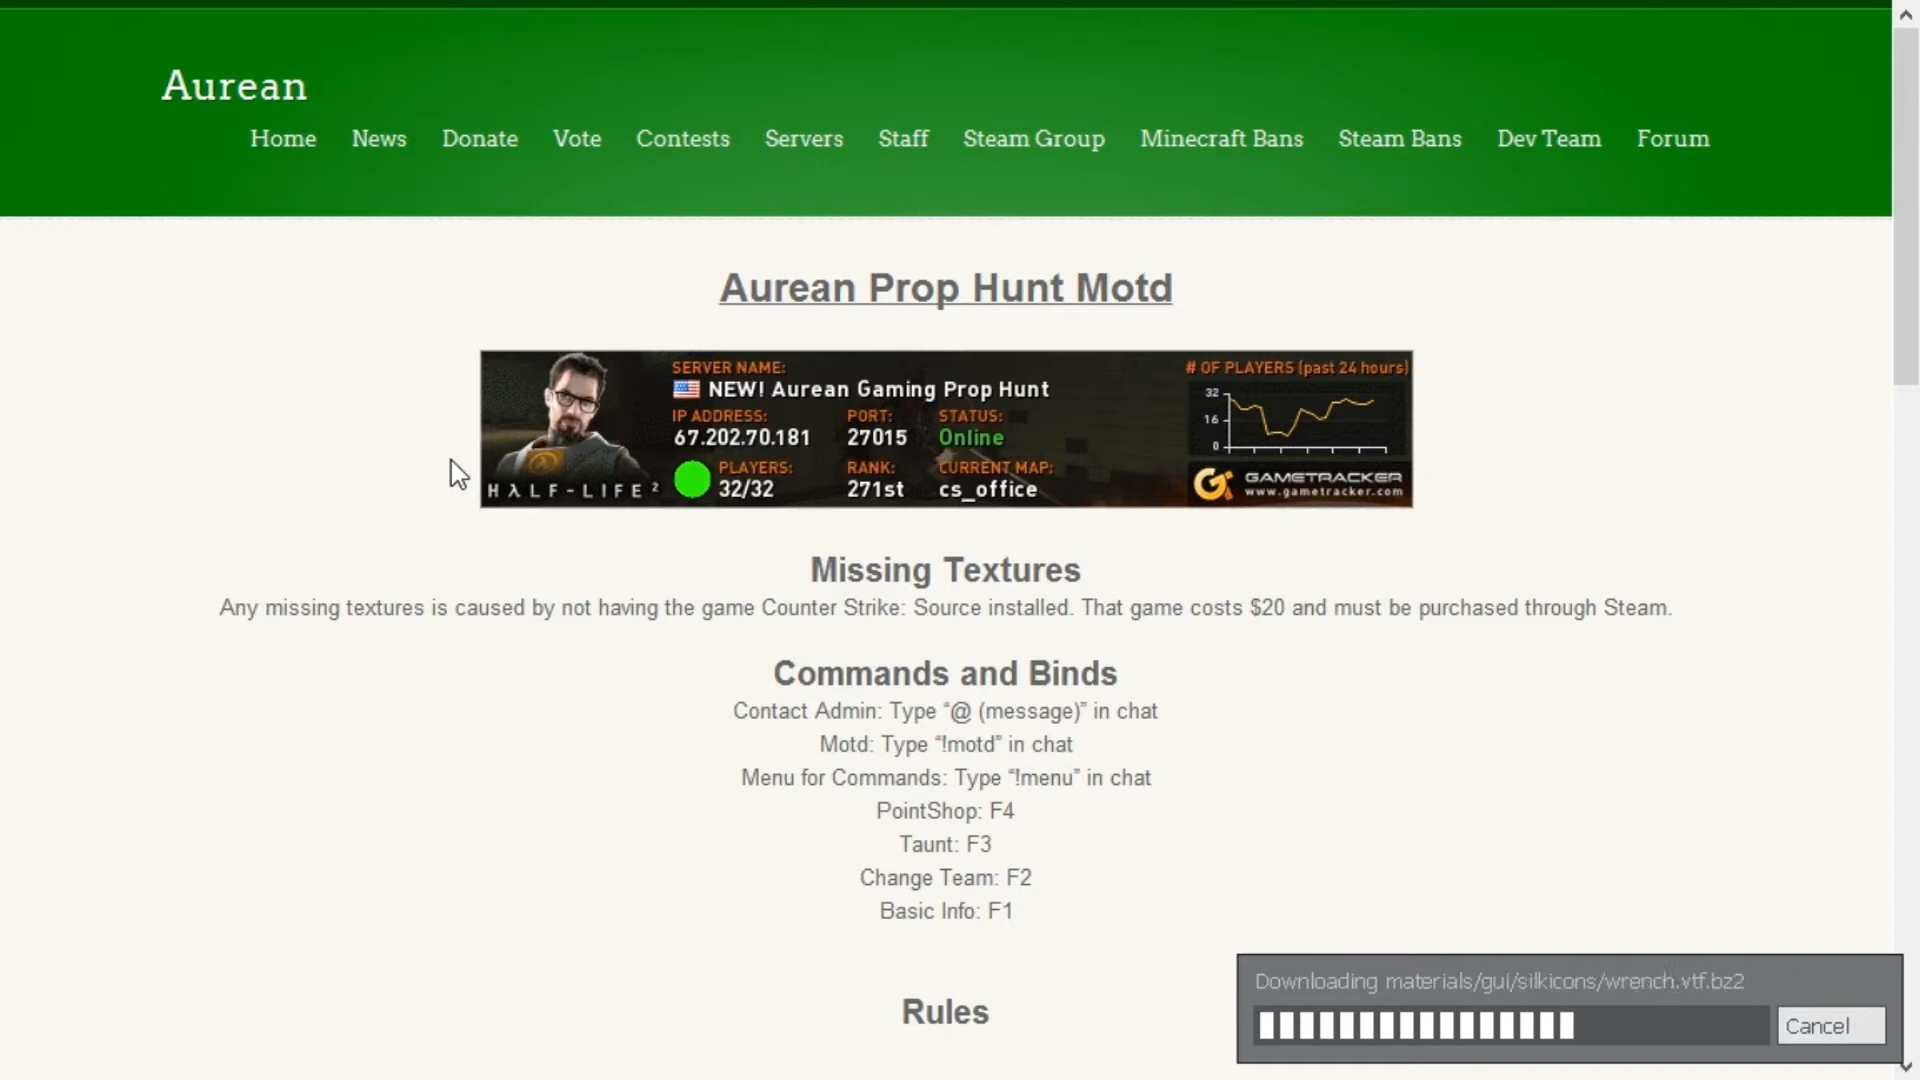 Aurean
Home News Donate Vote Contests Servers Staff Steam Group Minecraft Bans Steam Bans Dev Team Forum
Aurean Prop Hunt Motd
SERVER NAME:
NEW! Aurean Gaming Prop Hunt
IP ADDRESS: PORT: STATUS:
67.202.70.181 27015 Online
PLAYERS: RANK: CURRENT MAP:
32/32 271st cs_office
HλLF-LIFE 2
# OF PLAYERS (past 24 hours)
32
16
0
GAMETRACKER
www.gametracker.com
Missing Textures
Any missing textures is caused by not having the game Counter Strike: Source installed. That game costs $20 and must be purchased through Steam.
Commands and Binds
Contact Admin: Type “@ (message)” in chat
Motd: Type “!motd” in chat
Menu for Commands: Type “!menu” in chat
PointShop: F4
Taunt: F3
Change Team: F2
Basic Info: F1
Rules
Downloading materials/gui/silkicons/wrench.vtf.bz2
Cancel